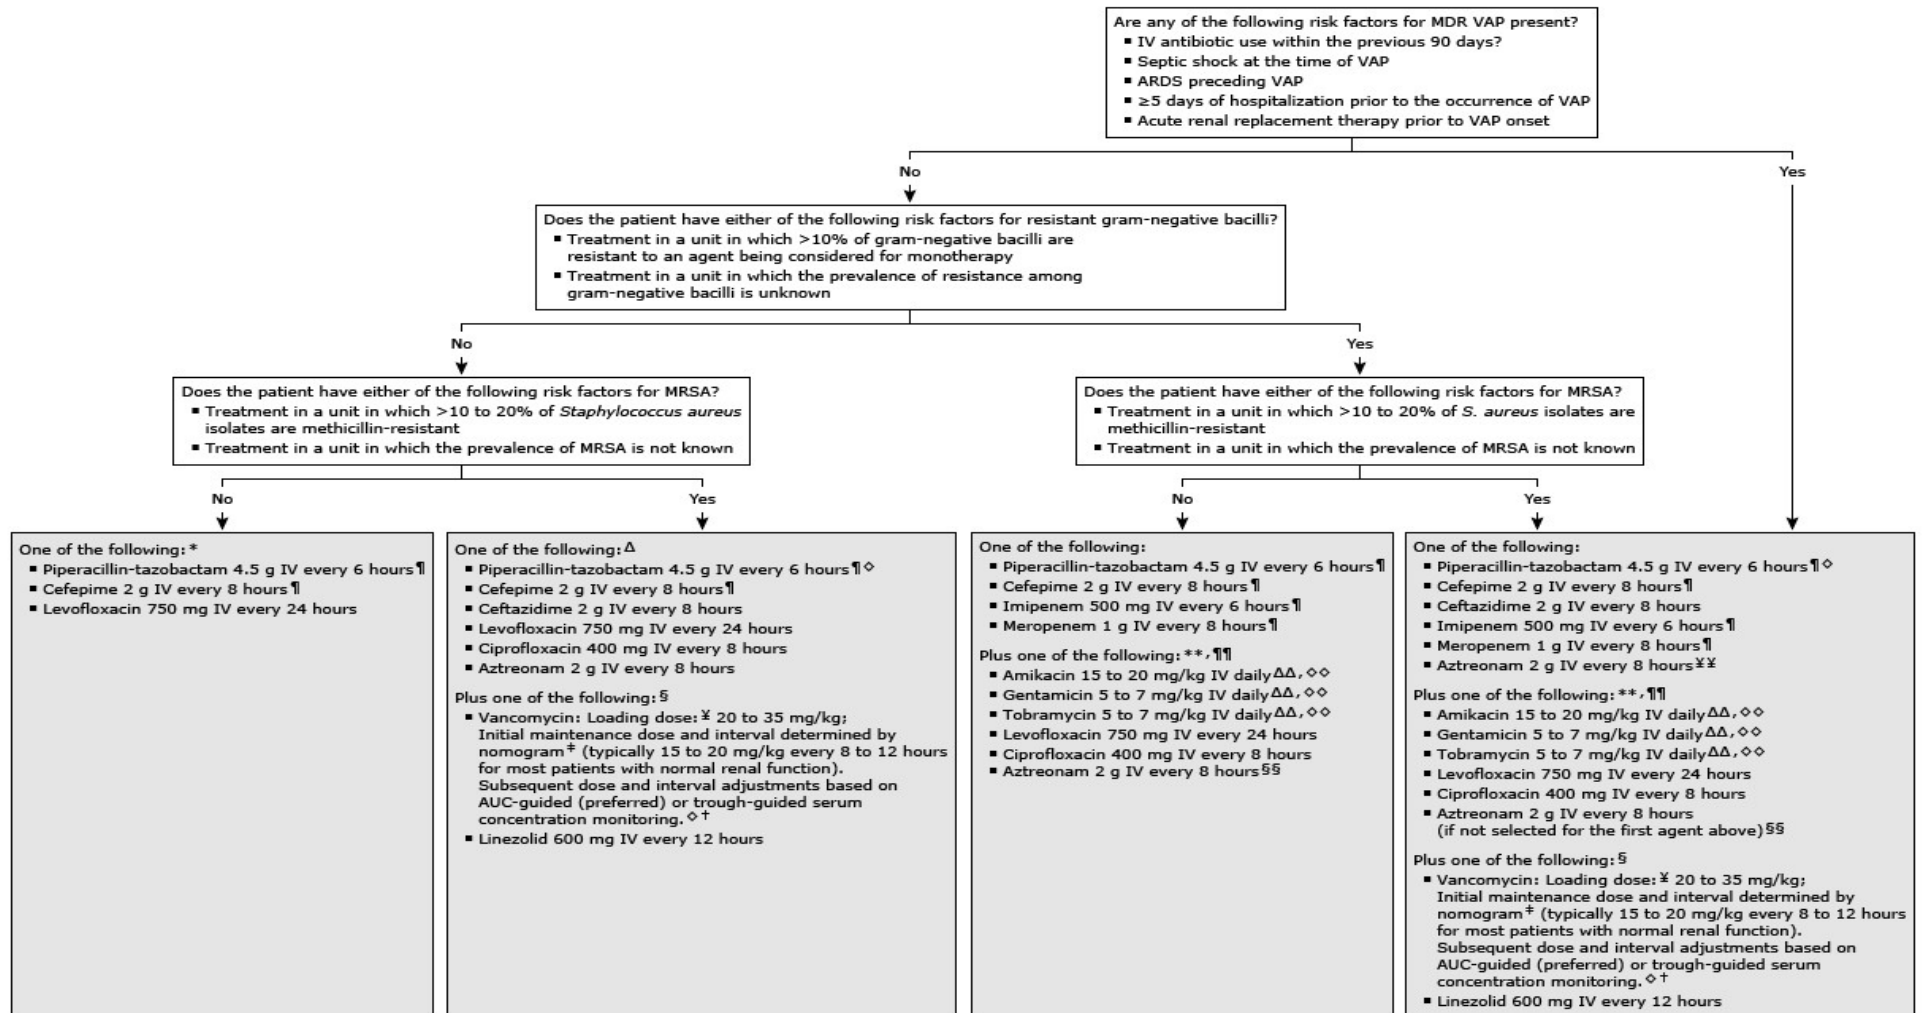 Are any of the following risk factors for MDR VAP present?
▪ IV antibiotic use within the previous 90 days?
▪ Septic shock at the time of VAP
▪ ARDS preceding VAP
▪ ≥5 days of hospitalization prior to the occurrence of VAP
▪ Acute renal replacement therapy prior to VAP onset
No
Yes
Does the patient have either of the following risk factors for resistant gram-negative bacilli?
▪ Treatment in a unit in which >10% of gram-negative bacilli are
resistant to an agent being considered for monotherapy
▪ Treatment in a unit in which the prevalence of resistance among
gram-negative bacilli is unknown
No
Yes
Does the patient have either of the following risk factors for MRSA?
▪ Treatment in a unit in which >10 to 20% of Staphylococcus aureus
isolates are methicillin-resistant
▪ Treatment in a unit in which the prevalence of MRSA is not known
Does the patient have either of the following risk factors for MRSA?
▪ Treatment in a unit in which >10 to 20% of S. aureus isolates are
methicillin-resistant
▪ Treatment in a unit in which the prevalence of MRSA is not known
No
Yes
No
Yes
One of the following: *
▪ Piperacillin-tazobactam 4.5 g IV every 6 hours¶
▪ Cefepime 2 g IV every 8 hours¶
▪ Levofloxacin 750 mg IV every 24 hours
One of the following: Δ
▪ Piperacillin-tazobactam 4.5 g IV every 6 hours¶◇
▪ Cefepime 2 g IV every 8 hours¶
▪ Ceftazidime 2 g IV every 8 hours
▪ Levofloxacin 750 mg IV every 24 hours
▪ Ciprofloxacin 400 mg IV every 8 hours
▪ Aztreonam 2 g IV every 8 hours
Plus one of the following: §
▪ Vancomycin: Loading dose: ¥ 20 to 35 mg/kg;
Initial maintenance dose and interval determined by
nomogram‡ (typically 15 to 20 mg/kg every 8 to 12 hours
for most patients with normal renal function).
Subsequent dose and interval adjustments based on
AUC-guided (preferred) or trough-guided serum
concentration monitoring. ◇†
▪ Linezolid 600 mg IV every 12 hours
One of the following:
▪ Piperacillin-tazobactam 4.5 g IV every 6 hours¶
▪ Cefepime 2 g IV every 8 hours¶
▪ Imipenem 500 mg IV every 6 hours¶
▪ Meropenem 1 g IV every 8 hours¶
Plus one of the following: **,¶¶
▪ Amikacin 15 to 20 mg/kg IV dailyΔΔ,◇◇
▪ Gentamicin 5 to 7 mg/kg IV dailyΔΔ,◇◇
▪ Tobramycin 5 to 7 mg/kg IV dailyΔΔ,◇◇
▪ Levofloxacin 750 mg IV every 24 hours
▪ Ciprofloxacin 400 mg IV every 8 hours
▪ Aztreonam 2 g IV every 8 hours§§
One of the following:
▪ Piperacillin-tazobactam 4.5 g IV every 6 hours¶◇
▪ Cefepime 2 g IV every 8 hours¶
▪ Ceftazidime 2 g IV every 8 hours
▪ Imipenem 500 mg IV every 6 hours¶
▪ Meropenem 1 g IV every 8 hours¶
▪ Aztreonam 2 g IV every 8 hours¥¥
Plus one of the following: **,¶¶
▪ Amikacin 15 to 20 mg/kg IV dailyΔΔ,◇◇
▪ Gentamicin 5 to 7 mg/kg IV dailyΔΔ,◇◇
▪ Tobramycin 5 to 7 mg/kg IV dailyΔΔ,◇◇
▪ Levofloxacin 750 mg IV every 24 hours
▪ Ciprofloxacin 400 mg IV every 8 hours
▪ Aztreonam 2 g IV every 8 hours
(if not selected for the first agent above)§§
Plus one of the following: §
▪ Vancomycin: Loading dose: ¥ 20 to 35 mg/kg;
Initial maintenance dose and interval determined by
nomogram‡ (typically 15 to 20 mg/kg every 8 to 12 hours
for most patients with normal renal function).
Subsequent dose and interval adjustments based on
AUC-guided (preferred) or trough-guided serum
concentration monitoring. ◇†
▪ Linezolid 600 mg IV every 12 hours